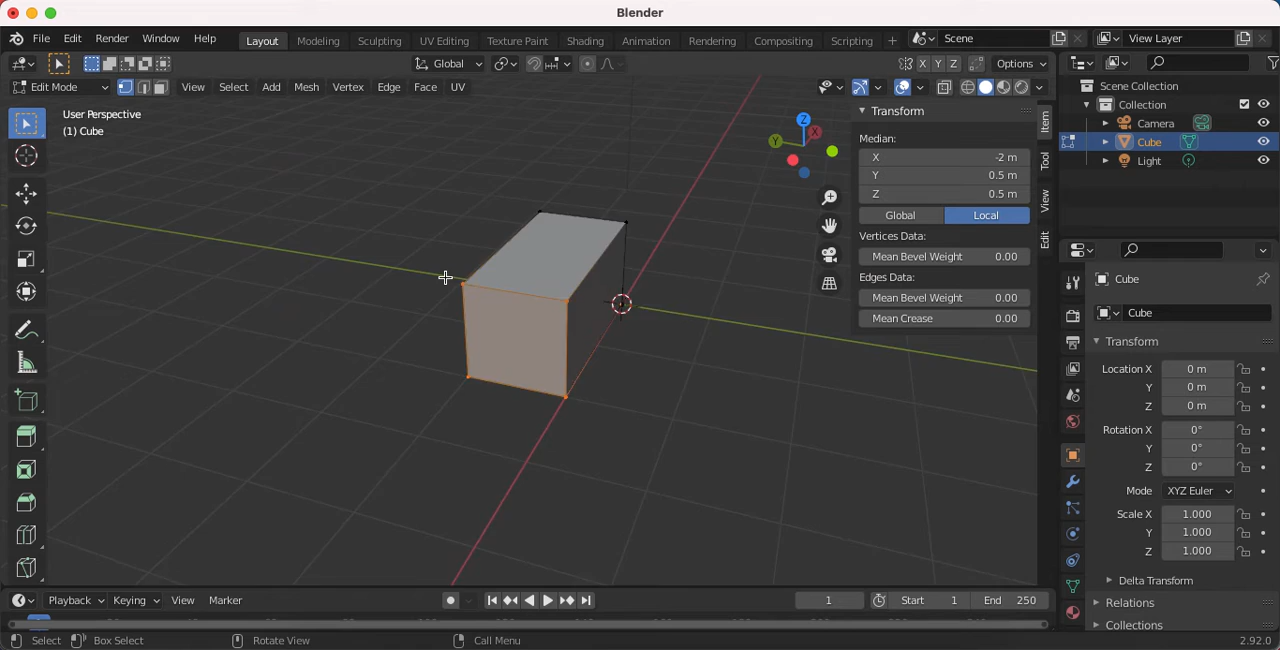 Blender
File Edit Render Window Help Layout Modeling Sculpting UV Editing Texture Paint Shading Animation Rendering Compositing Scripting + Scene View Layer
Global X Y Z Options
Edit Mode View Select Add Mesh Vertex Edge Face UV
User Perspective
(1) Cube
Z
X
Y
Transform
Median:
X -2 m
Y 0.5 m
Z 0.5 m
Global Local
Vertices Data:
Mean Bevel Weight 0.00
Edges Data:
Mean Bevel Weight 0.00
Mean Crease 0.00
Item
Tool
View
Edit
Scene Collection
Collection
Camera
Cube
Light
Cube
Cube
Transform
Location X 0 m
Y 0 m
Z 0 m
Rotation X 0°
Y 0°
Z 0°
Mode XYZ Euler
Scale X 1.000
Y 1.000
Z 1.000
Delta Transform
Relations
Collections
Playback Keying View Marker 1 Start 1 End 250
Select Box Select Rotate View Call Menu 2.92.0